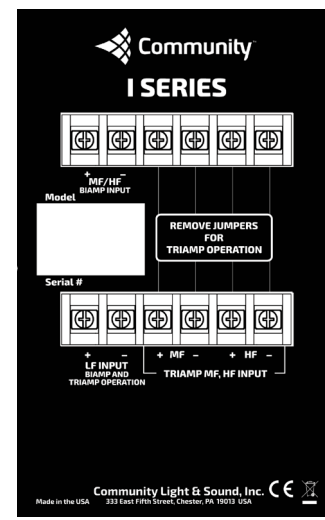 Community™
I SERIES
+ −
MF/HF
BIAMP INPUT
Model
REMOVE JUMPERS
FOR
TRIAMP OPERATION
Serial #
+ − + MF − + HF −
LF INPUT
BIAMP AND
TRIAMP OPERATION
TRIAMP MF, HF INPUT
Community Light & Sound, Inc. CE
Made in the USA 333 East Fifth Street, Chester, PA 19013 USA